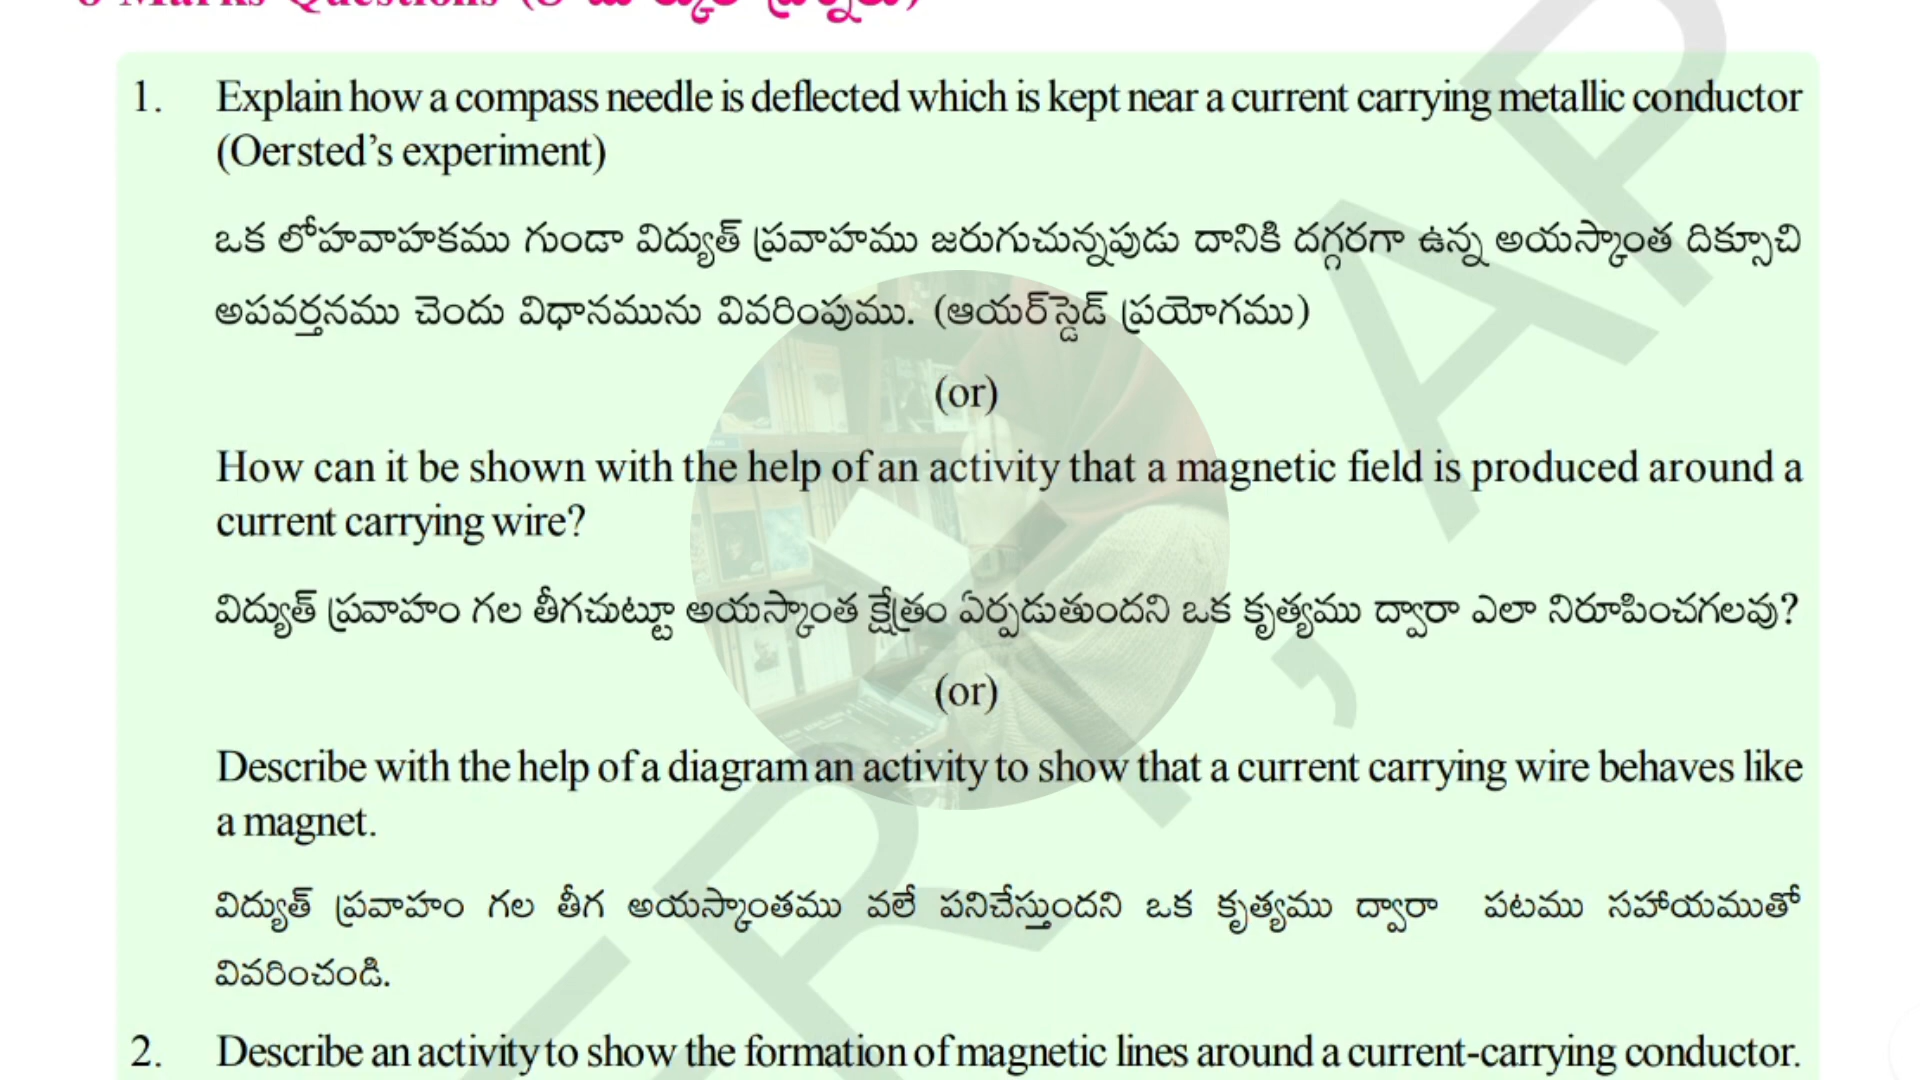 Marks Questions
1. Explain how a compass needle is deflected which is kept near a current carrying metallic conductor
(Oersted's experiment)
ఒక లోహవాహకము గుండా విద్యుత్ ప్రవాహము జరుగుచున్నపుడు దానికి దగ్గరగా ఉన్న అయస్కాంత దిక్సూచి
అపవర్తనము చెందు విధానమును వివరింపుము. (ఆయర్‌స్టెడ్ ప్రయోగము)
(or)
How can it be shown with the help of an activity that a magnetic field is produced around a
current carrying wire?
విద్యుత్ ప్రవాహం గల తీగచుట్టూ అయస్కాంత క్షేత్రం ఏర్పడుతుందని ఒక కృత్యము ద్వారా ఎలా నిరూపించగలవు?
(or)
Describe with the help of a diagram an activity to show that a current carrying wire behaves like
a magnet.
విద్యుత్ ప్రవాహం గల తీగ అయస్కాంతము వలే పనిచేస్తుందని ఒక కృత్యము ద్వారా పటము సహాయముతో
వివరించండి.
2. Describe an activity to show the formation of magnetic lines around a current-carrying conductor.